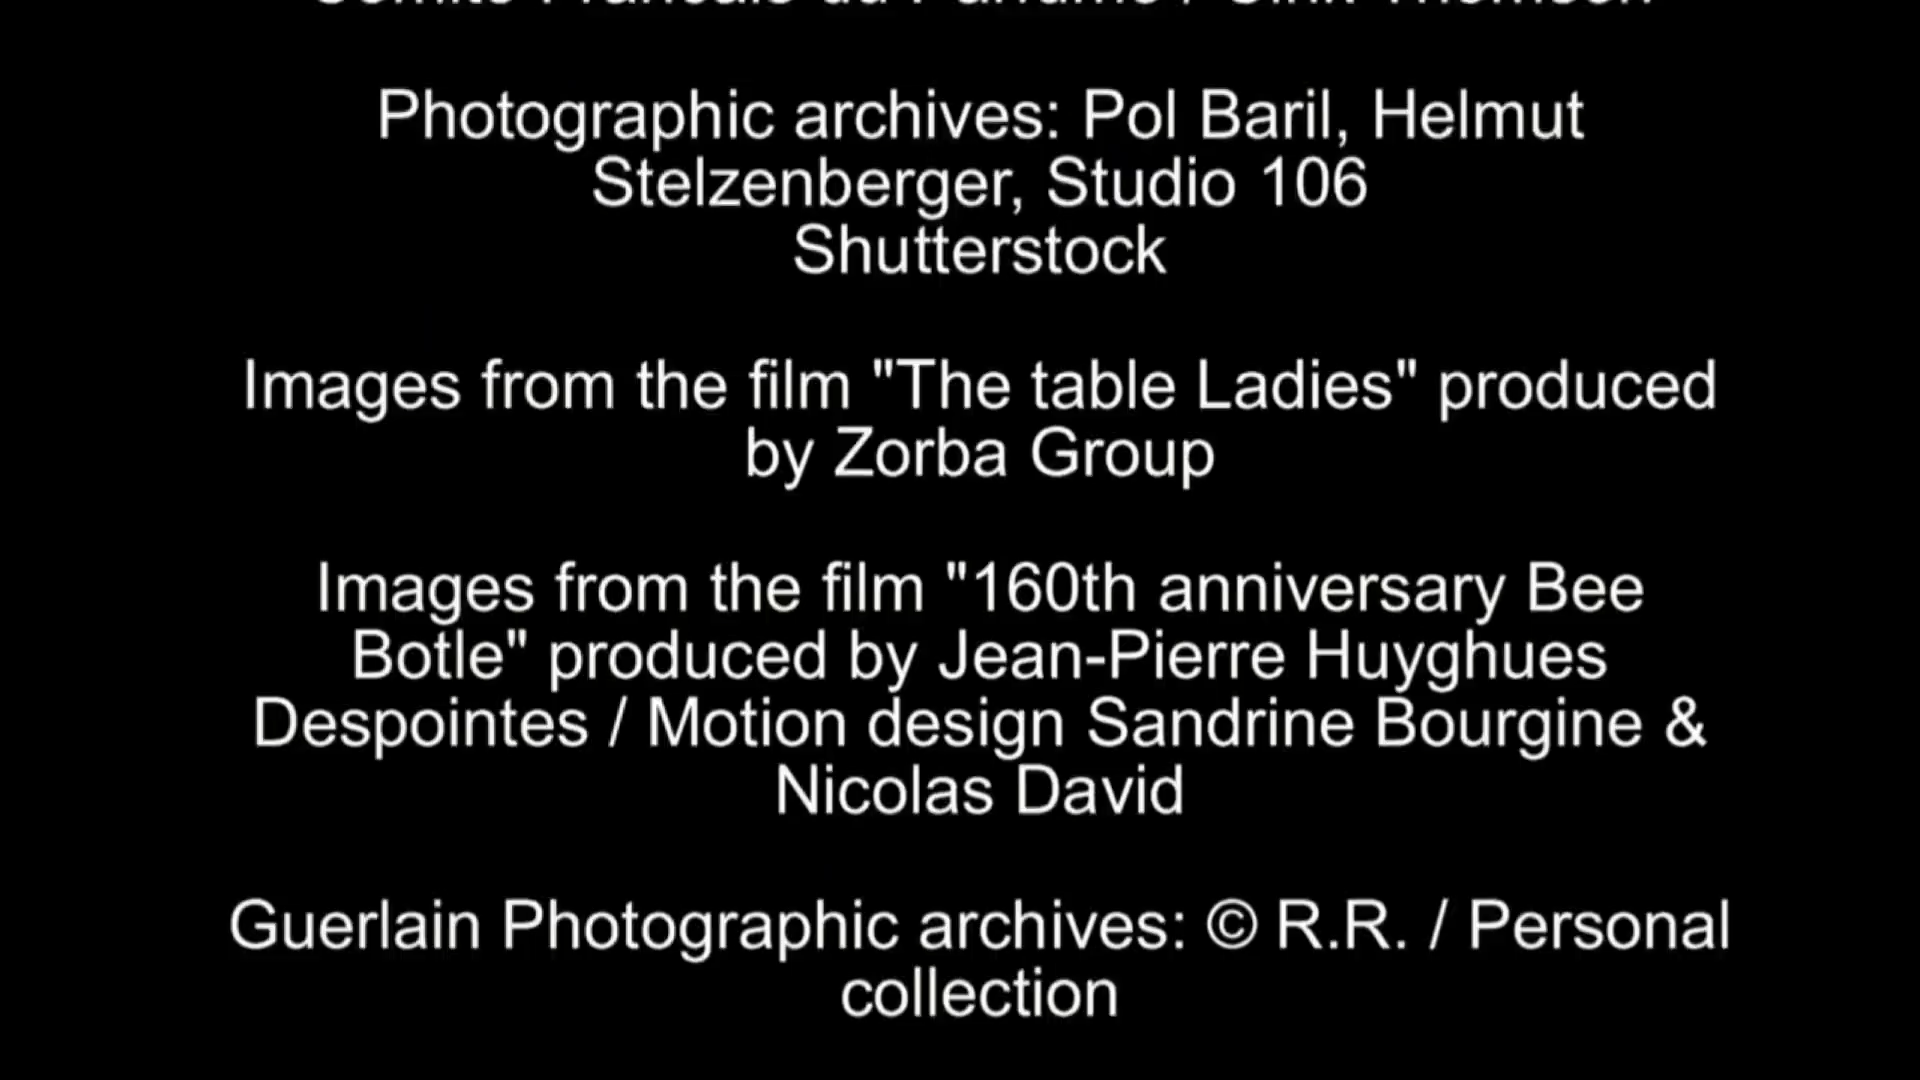 Photographic archives: Pol Baril, Helmut
Stelzenberger, Studio 106
Shutterstock
Images from the film "The table Ladies" produced
by Zorba Group
Images from the film "160th anniversary Bee
Botle" produced by Jean-Pierre Huyghues
Despointes / Motion design Sandrine Bourgine &
Nicolas David
Guerlain Photographic archives: © R.R. / Personal
collection